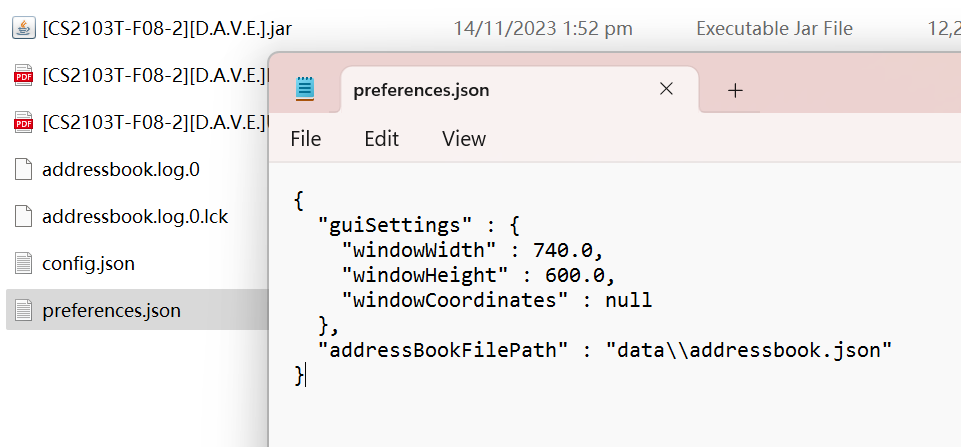 [CS2103T-F08-2][D.A.V.E.].jar 14/11/2023 1:52 pm Executable Jar File 12,2
[CS2103T-F08-2][D.A.V.E.]
[CS2103T-F08-2][D.A.V.E.]
addressbook.log.0
addressbook.log.0.lck
config.json
preferences.json
preferences.json
File Edit View
{
"guiSettings" : {
"windowWidth" : 740.0,
"windowHeight" : 600.0,
"windowCoordinates" : null
},
"addressBookFilePath" : "data\\addressbook.json"
}